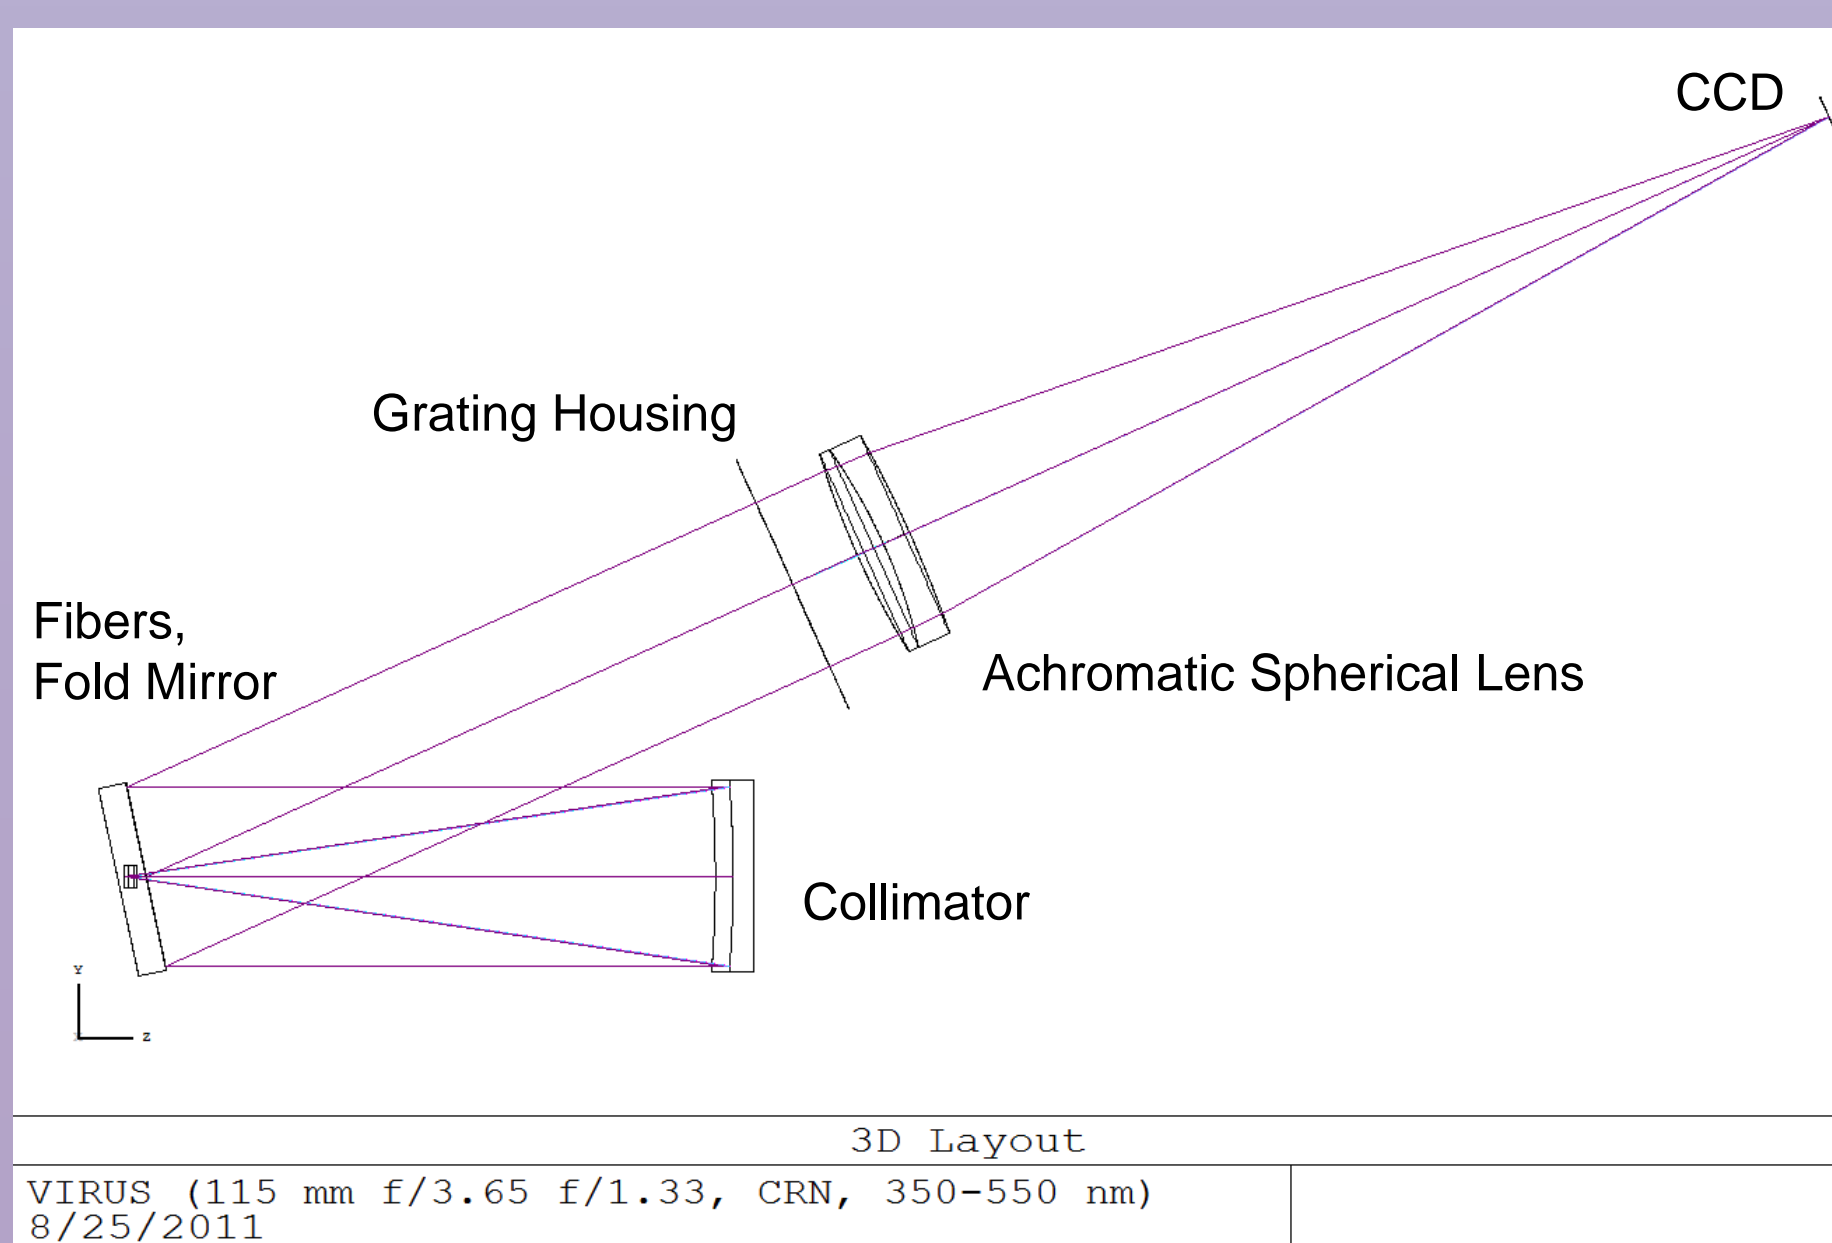 CCD
Grating Housing
Fibers,
Fold Mirror
Achromatic Spherical Lens
Collimator
Y
Z
3D Layout
VIRUS (115 mm f/3.65 f/1.33, CRN, 350-550 nm)
8/25/2011